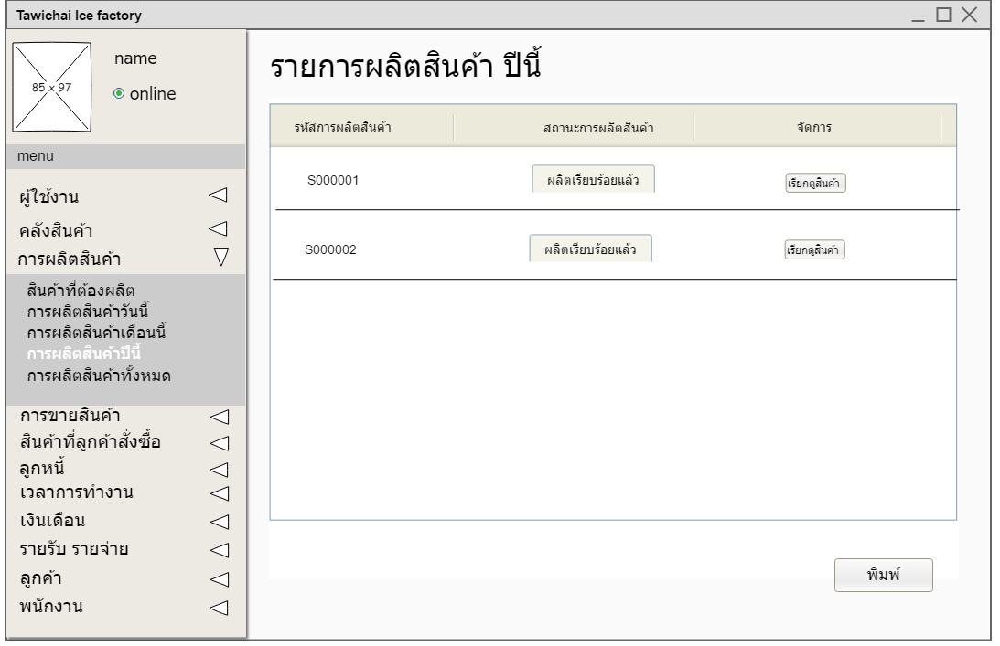 Tawichai Ice factory
85 x 97
name
online
menu
ผู้ใช้งาน
คลังสินค้า
การผลิตสินค้า
สินค้าที่ต้องผลิต
การผลิตสินค้าวันนี้
การผลิตสินค้าเดือนนี้
การผลิตสินค้าปีนี้
การผลิตสินค้าทั้งหมด
การขายสินค้า
สินค้าที่ลูกค้าสั่งซื้อ
ลูกหนี้
เวลาการทำงาน
เงินเดือน
รายรับ รายจ่าย
ลูกค้า
พนักงาน
รายการผลิตสินค้า ปีนี้
รหัสการผลิตสินค้า สถานะการผลิตสินค้า จัดการ
S000001 ผลิตเรียบร้อยแล้ว เรียกดูสินค้า
S000002 ผลิตเรียบร้อยแล้ว เรียกดูสินค้า
พิมพ์